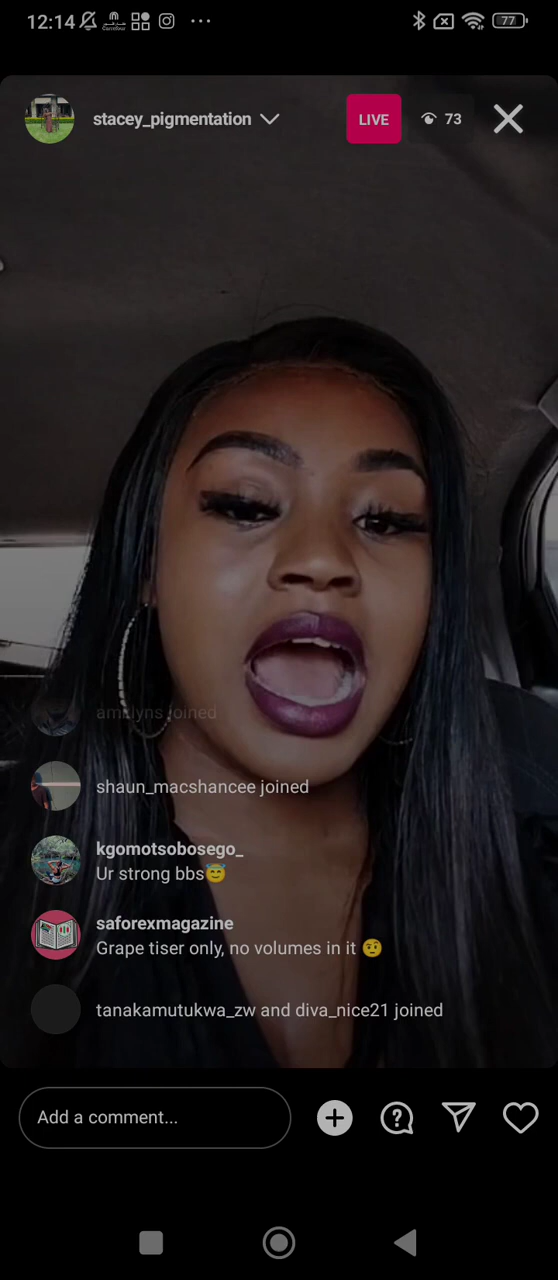 12:14
77
stacey_pigmentation
LIVE
73
amelyns joined
shaun_macshancee joined
kgomotsobosego_
Ur strong bbs😇
saforexmagazine
Grape tiser only, no volumes in it 🤨
tanakamutukwa_zw and diva_nice21 joined
Add a comment...